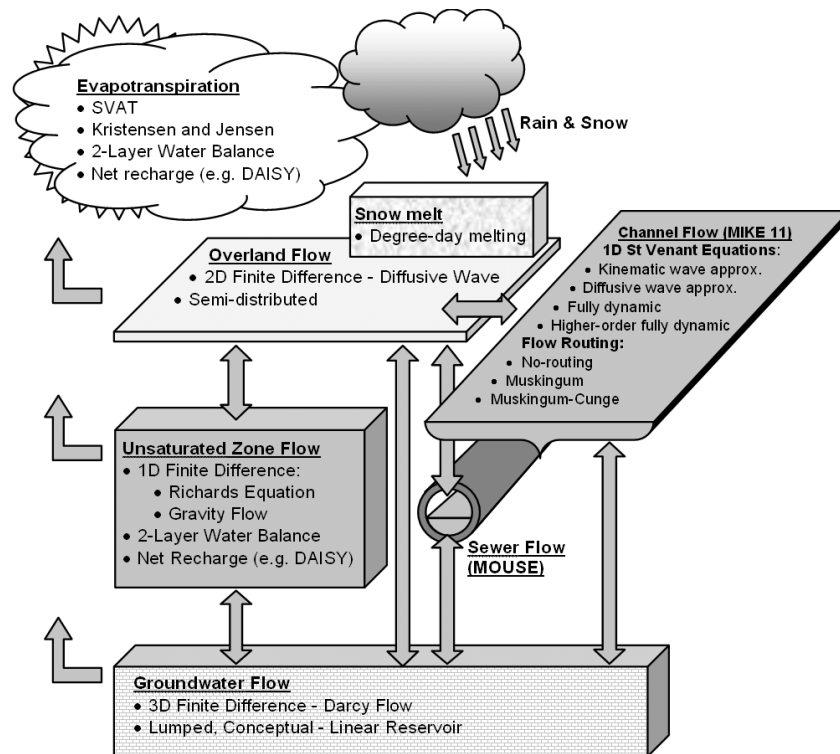 Evapotranspiration
• SVAT
• Kristensen and Jensen
• 2-Layer Water Balance
• Net recharge (e.g. DAISY)
Rain & Snow
Snow melt
• Degree-day melting
Overland Flow
• 2D Finite Difference - Diffusive Wave
• Semi-distributed
Channel Flow (MIKE 11)
1D St Venant Equations:
• Kinematic wave approx.
• Diffusive wave approx.
• Fully dynamic
• Higher-order fully dynamic
Flow Routing:
• No-routing
• Muskingum
• Muskingum-Cunge
Unsaturated Zone Flow
• 1D Finite Difference:
• Richards Equation
• Gravity Flow
• 2-Layer Water Balance
• Net Recharge (e.g. DAISY)
Sewer Flow
(MOUSE)
Groundwater Flow
• 3D Finite Difference - Darcy Flow
• Lumped, Conceptual - Linear Reservoir